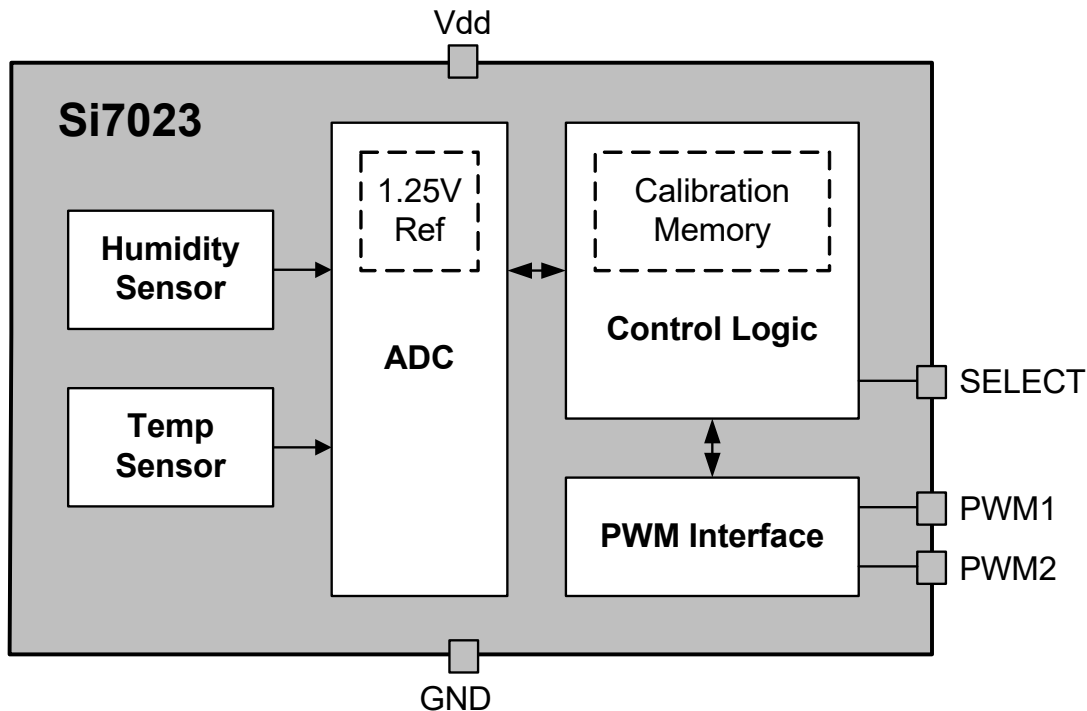 Vdd
Si7023
Humidity
Sensor
Temp
Sensor
1.25V
Ref
ADC
Calibration
Memory
Control Logic
PWM Interface
SELECT
PWM1
PWM2
GND